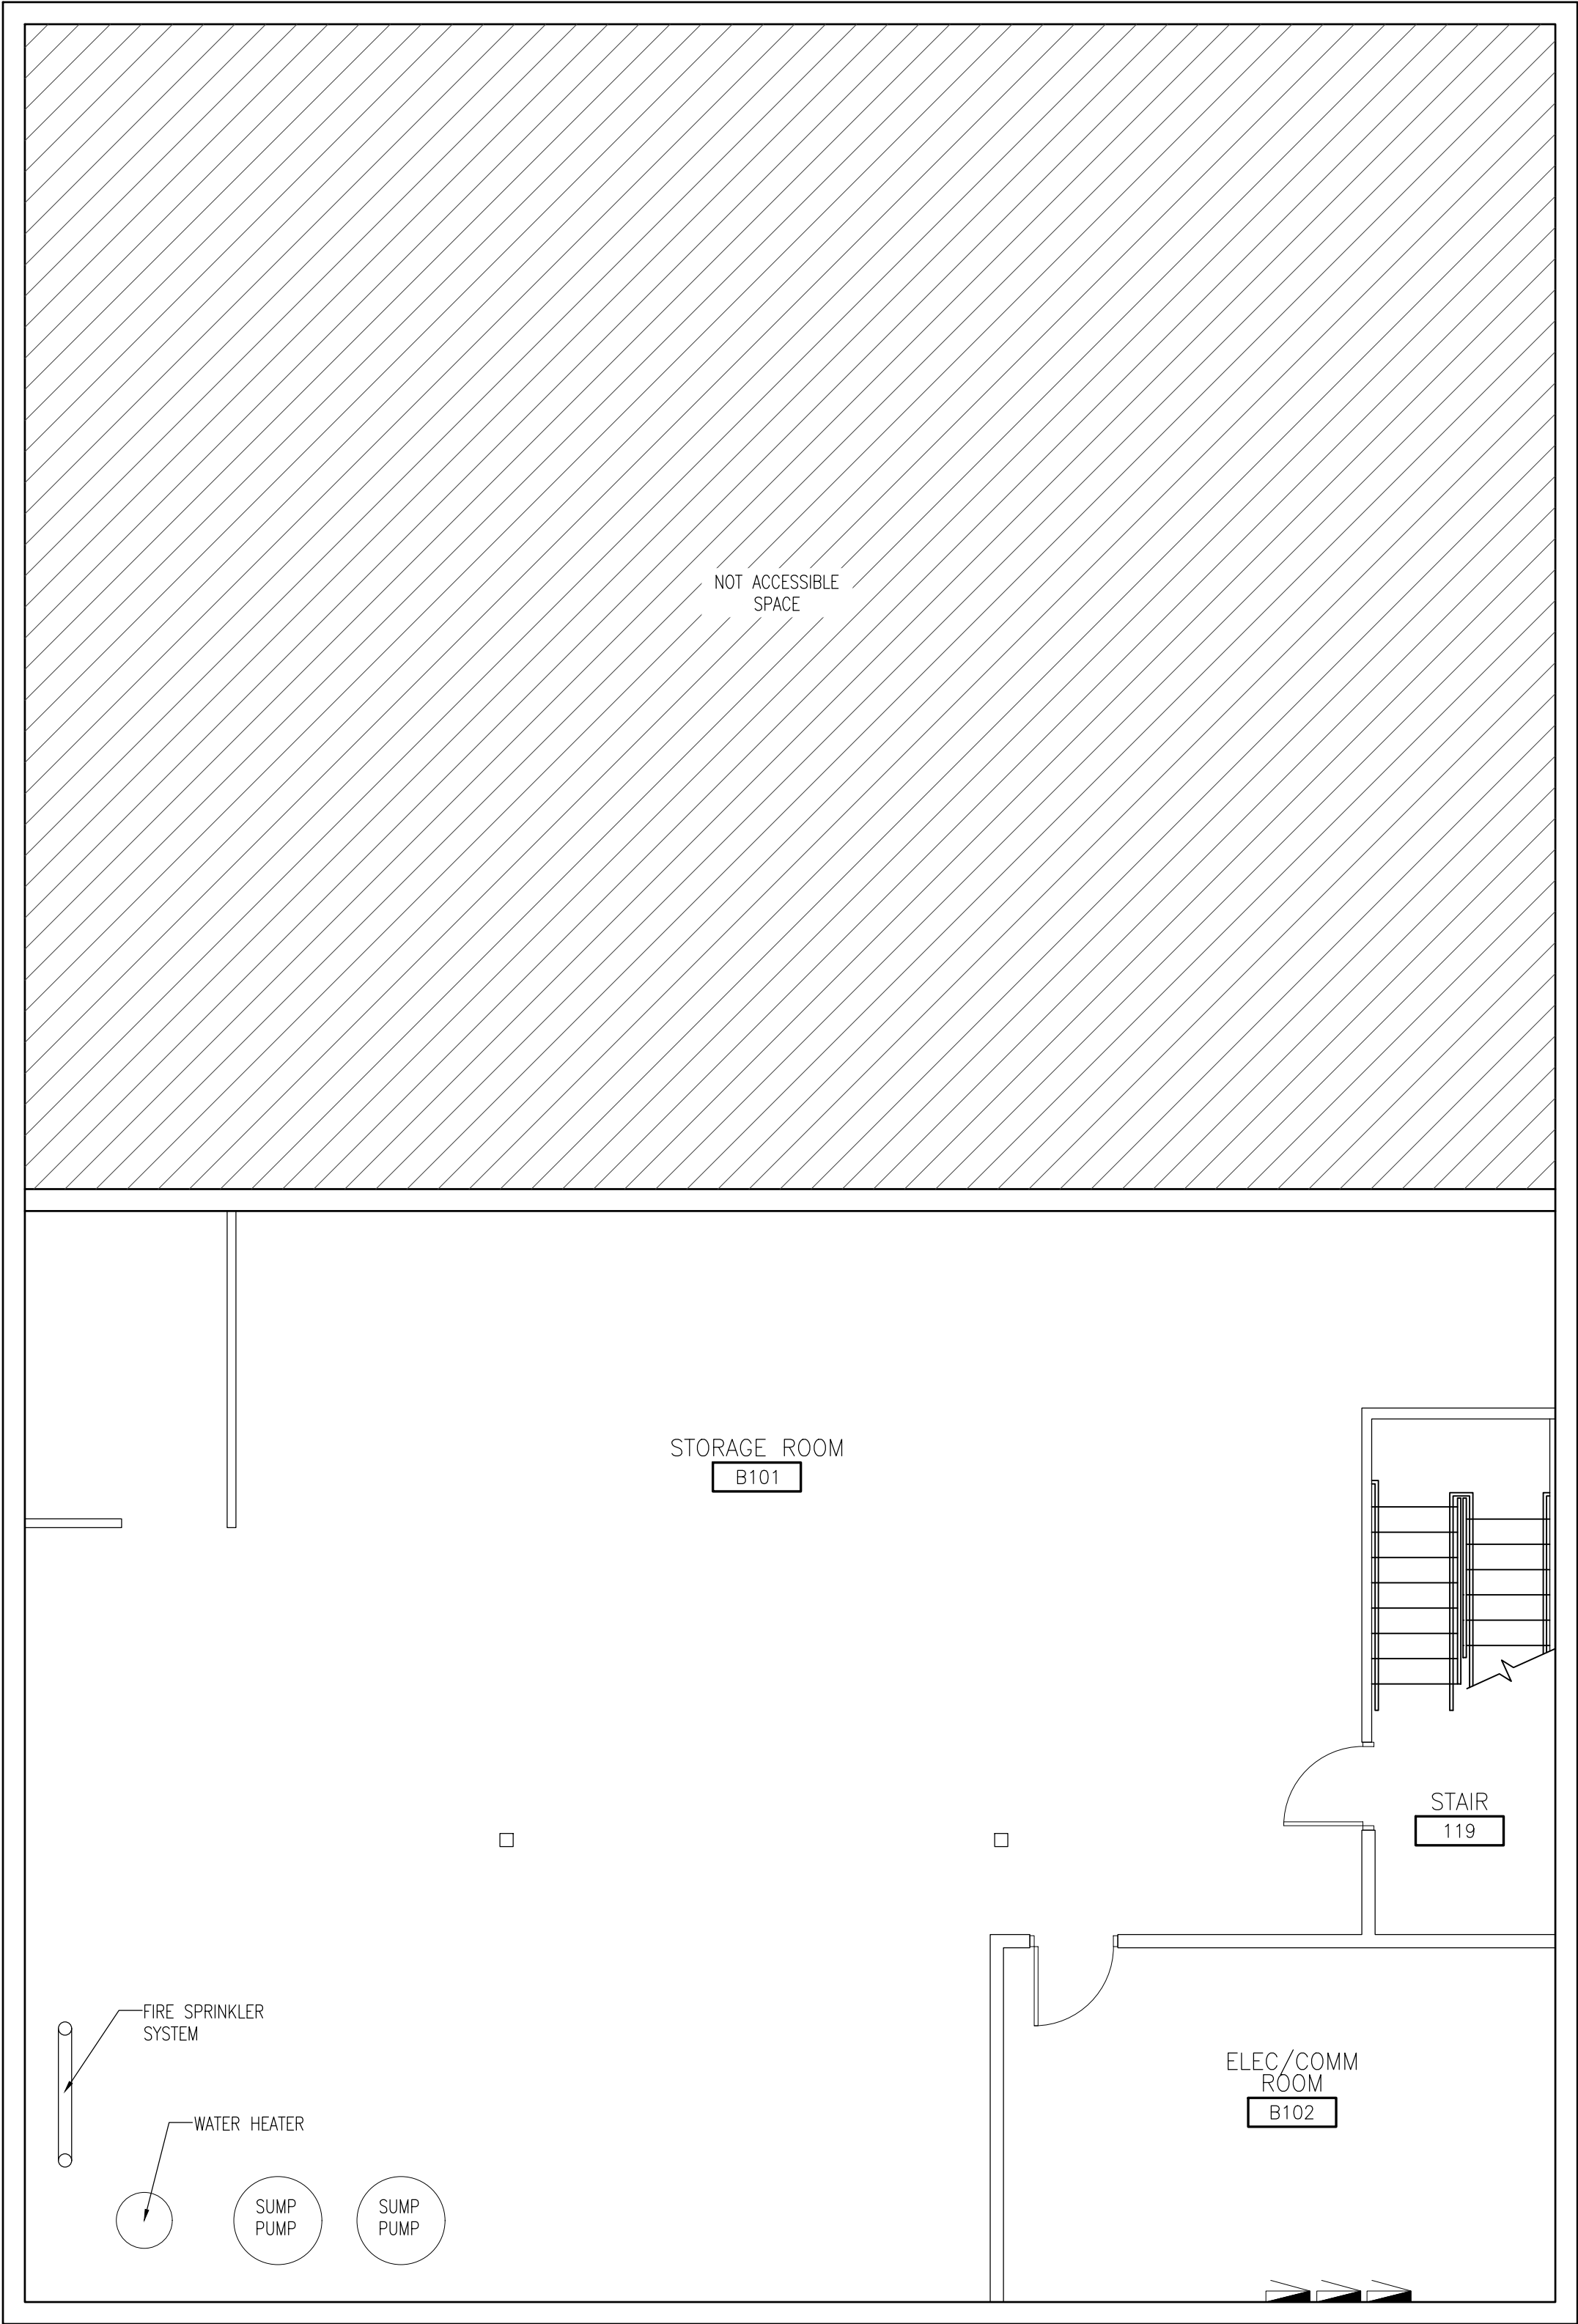 NOT ACCESSIBLE
SPACE
STORAGE ROOM
B101
STAIR
119
FIRE SPRINKLER
SYSTEM
ELEC/COMM
ROOM
B102
WATER HEATER
SUMP
PUMP
SUMP
PUMP